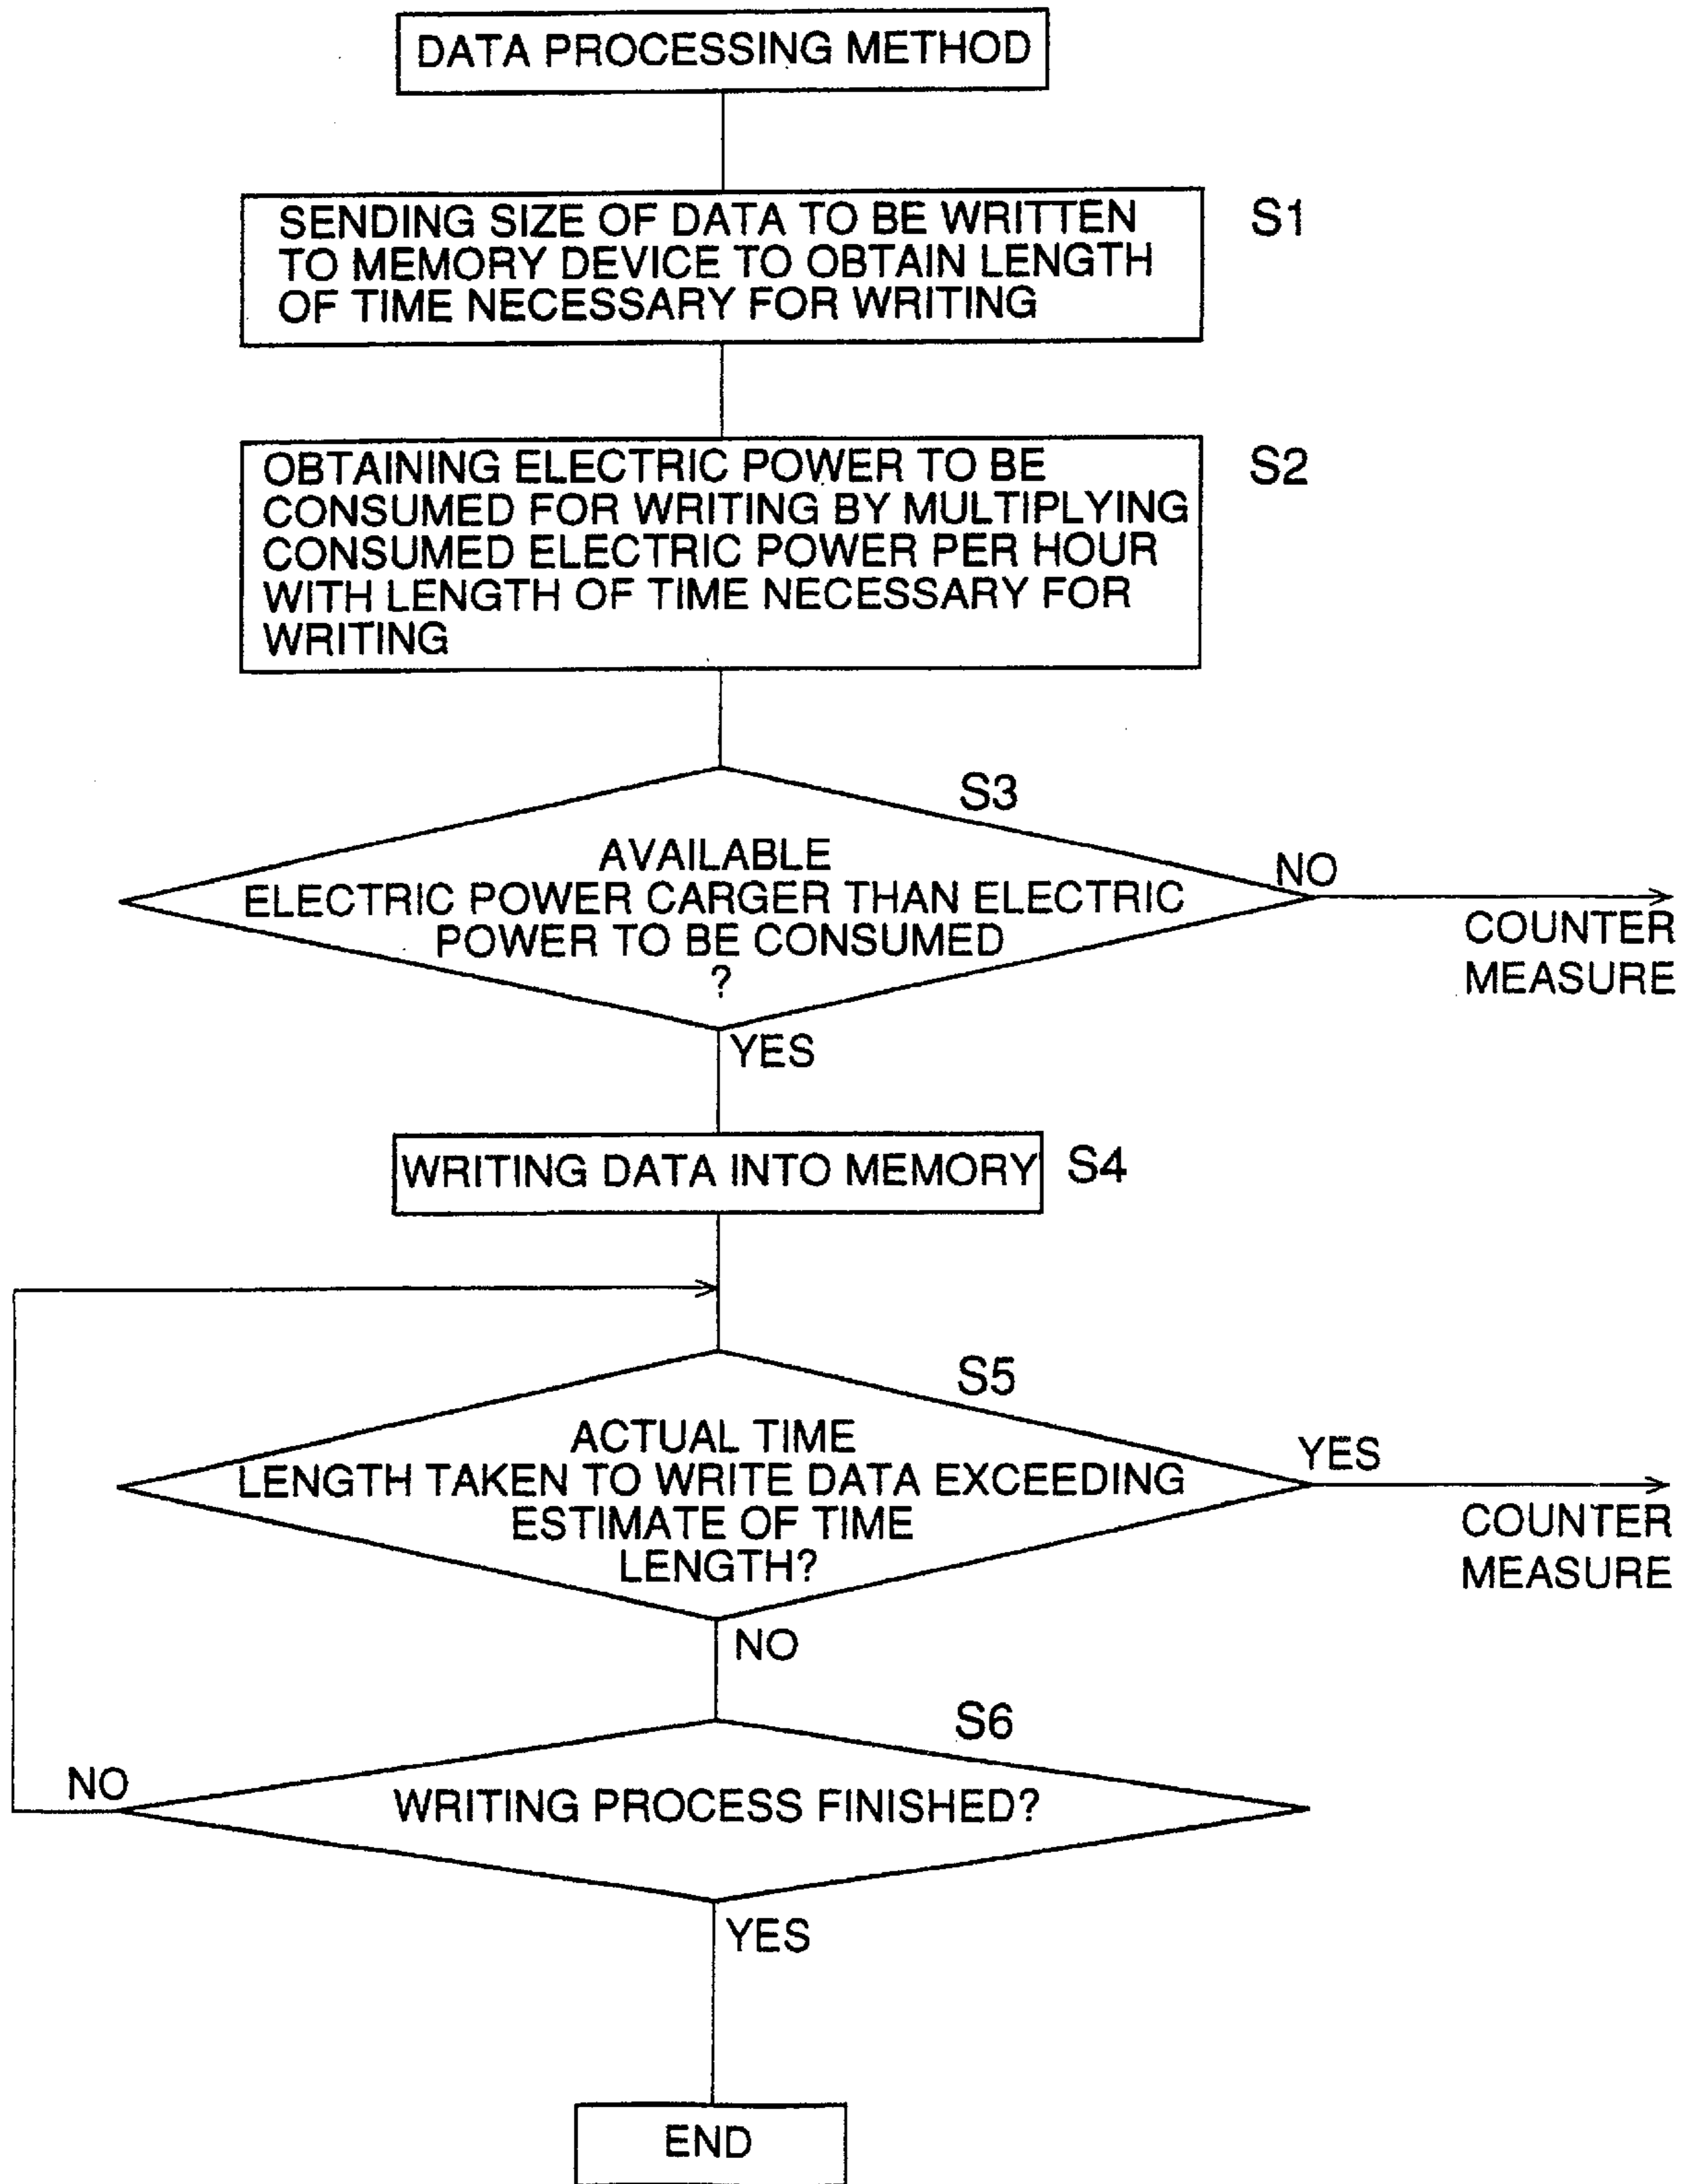 DATA PROCESSING METHOD
SENDING SIZE OF DATA TO BE WRITTEN
TO MEMORY DEVICE TO OBTAIN LENGTH
OF TIME NECESSARY FOR WRITING
S1
OBTAINING ELECTRIC POWER TO BE
CONSUMED FOR WRITING BY MULTIPLYING
CONSUMED ELECTRIC POWER PER HOUR
WITH LENGTH OF TIME NECESSARY FOR
WRITING
S2
S3
AVAILABLE
ELECTRIC POWER CARGER THAN ELECTRIC
POWER TO BE CONSUMED
?
NO
COUNTER
MEASURE
YES
WRITING DATA INTO MEMORY
S4
S5
ACTUAL TIME
LENGTH TAKEN TO WRITE DATA EXCEEDING
ESTIMATE OF TIME
LENGTH?
YES
COUNTER
MEASURE
NO
S6
NO
WRITING PROCESS FINISHED?
YES
END